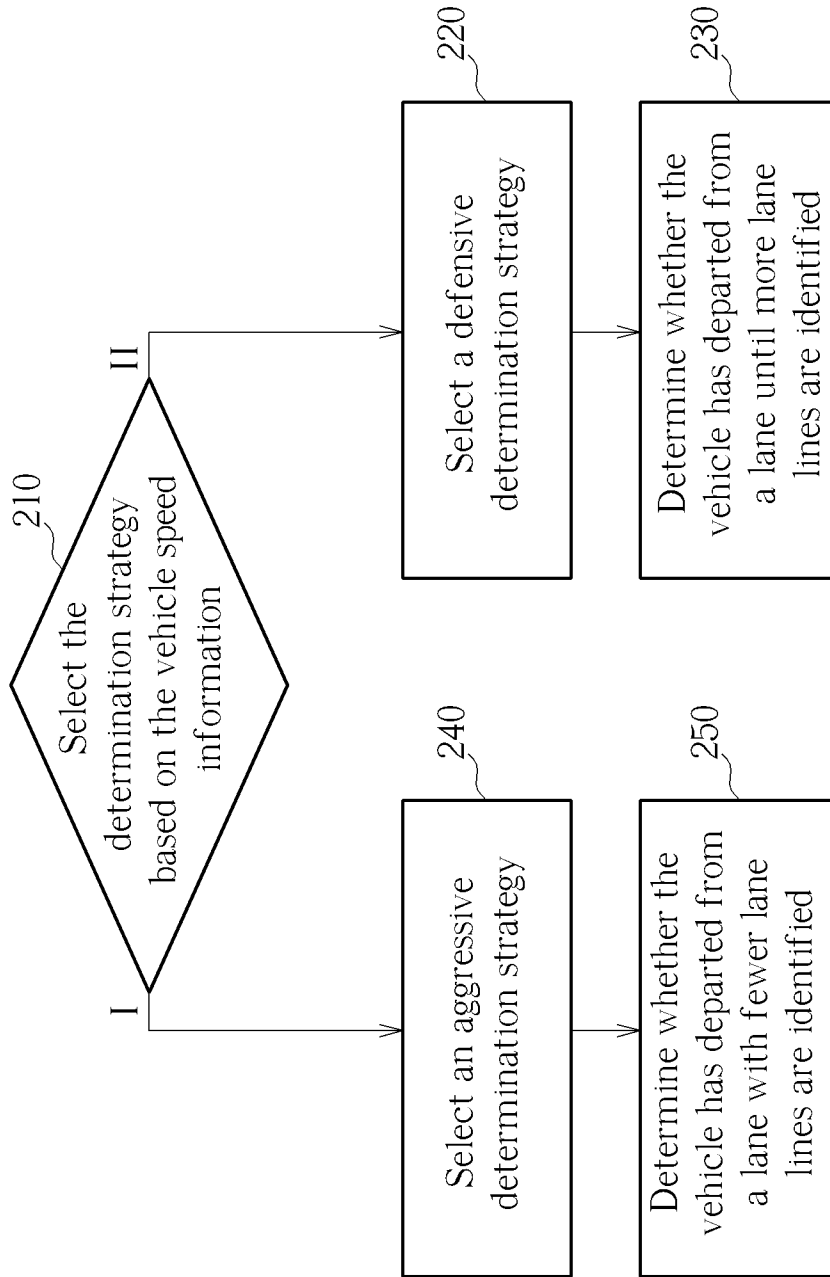 210
Select the
determination strategy
based on the vehicle speed
information
I
II
240
Select an aggressive
determination strategy
220
Select a defensive
determination strategy
250
Determine whether the
vehicle has departed from
a lane with fewer lane
lines are identified
230
Determine whether the
vehicle has departed from
a lane until more lane
lines are identified